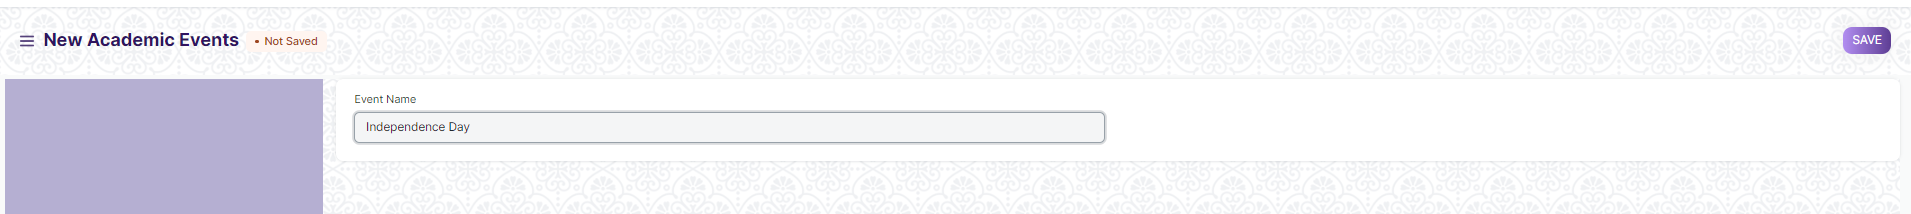 New Academic Events
• Not Saved
SAVE
Event Name
Independence Day